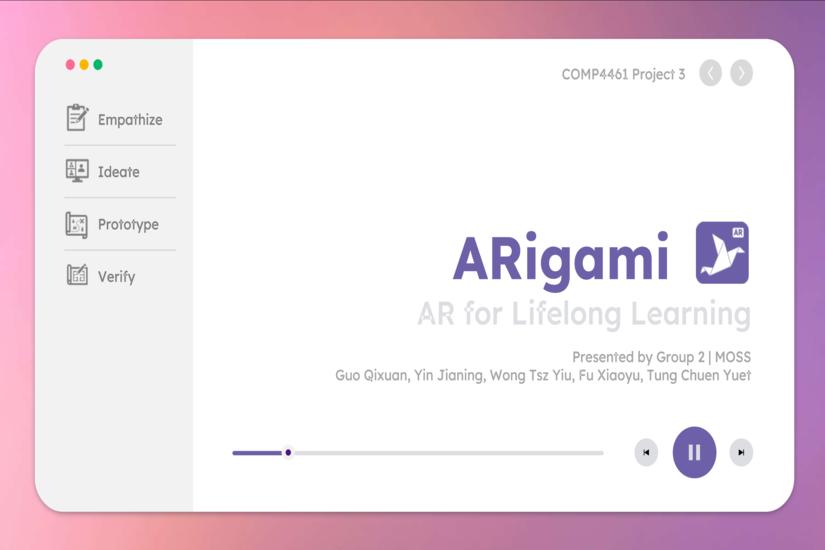 COMP4461 Project 3
Empathize
Ideate
Prototype
Verify
ARigami
AR
AR for Lifelong Learning
Presented by Group 2 | MOSS
Guo Qixuan, Yin Jianing, Wong Tsz Yiu, Fu Xiaoyu, Tung Chuen Yuet